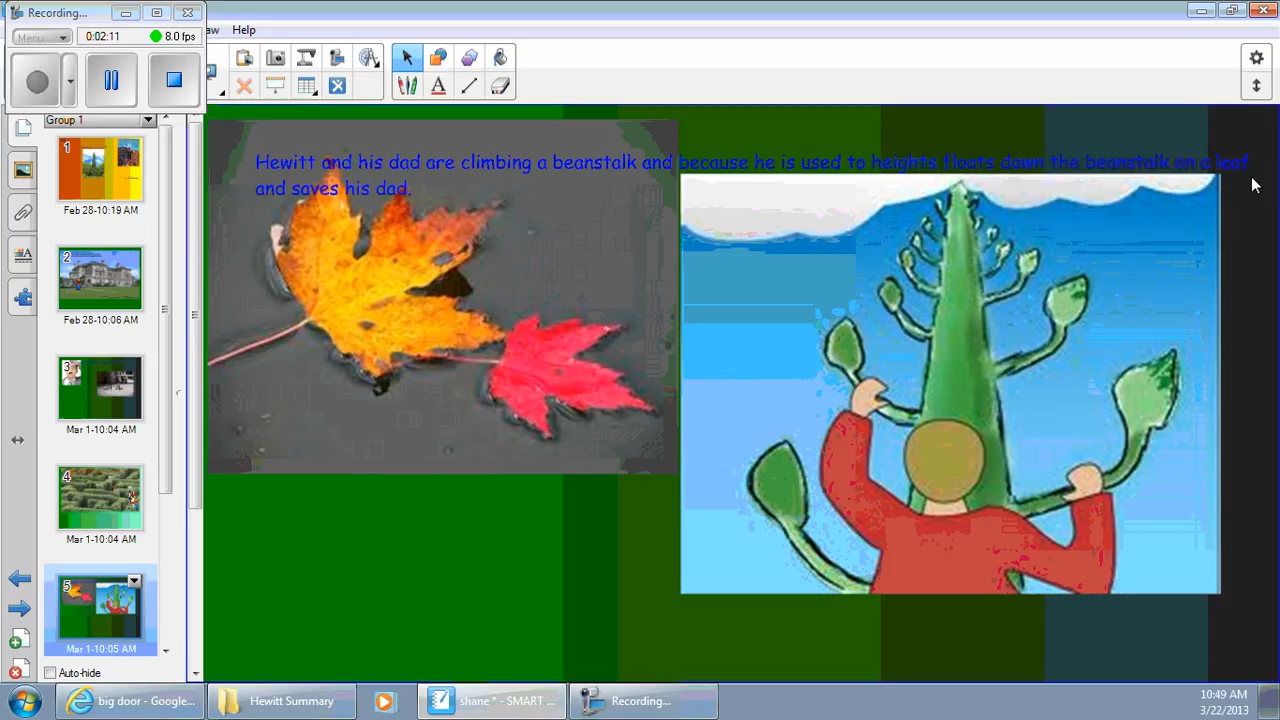 Recording...
Menu
0:02:11
8.0 fps
aw Help
Group 1
1
Feb 28-10:19 AM
2
Feb 28-10:06 AM
3
Mar 1-10:04 AM
4
Mar 1-10:04 AM
5
Mar 1-10:05 AM
Auto-hide
Hewitt and his dad are climbing a beanstalk and because he is used to heights floats down the beanstalk on a leaf
and saves his dad.
big door - Google...
Hewitt Summary
shane * - SMART ...
Recording...
10:49 AM
3/22/2013